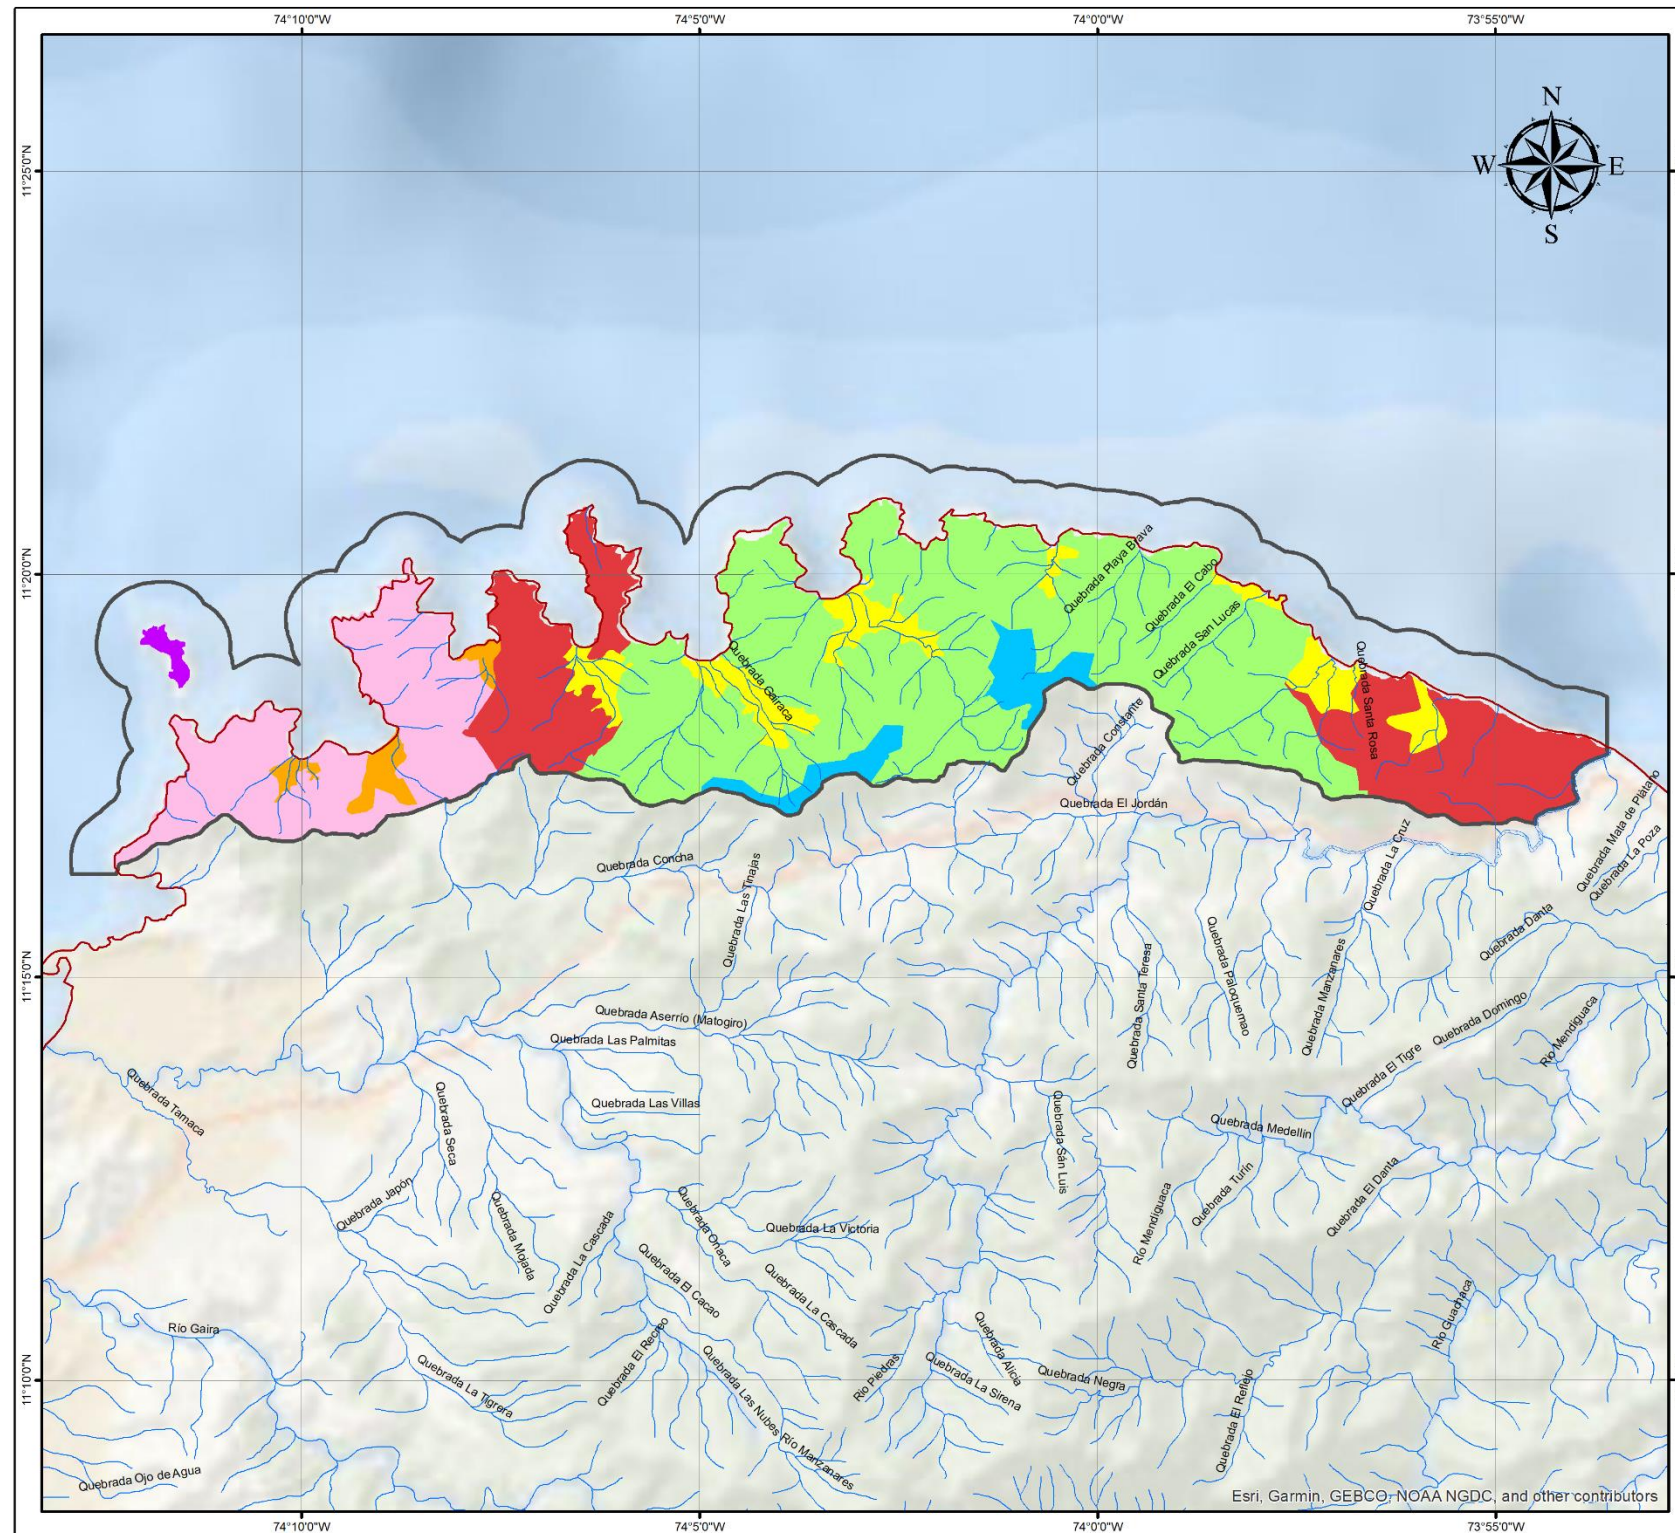 74°10'0"W
74°5'0"W
74°0'0"W
73°55'0"W
11°25'0"N
N
W
E
S
11°20'0"N
Quebrada Playa Brava
Quebrada El Cabo
Quebrada San Lucas
Quebrada Gairaca
Quebrada Santa Rosa
Quebrada Constante
Quebrada El Jordán
Quebrada Mata de Plátano
Quebrada La Poza
Quebrada La Cruz
Quebrada Concha
Quebrada Las Tinajas
Quebrada Danta
11°15'0"N
Quebrada Santa Teresa
Quebrada Paloquemao
Quebrada Manzanares
Quebrada Domingo
Río Mendiguaca
Quebrada Aserrío (Matogiro)
Quebrada Las Palmitas
Quebrada El Tigre
Quebrada Tamaca
Quebrada Las Villas
Quebrada Seca
Quebrada San Luis
Quebrada Medellín
Quebrada Japón
Quebrada Mojada
Quebrada La Cascada
Quebrada Onaca
Quebrada La Victoria
Río Mendiguaca
Quebrada Turín
Quebrada El Danta
Quebrada El Cacao
Quebrada La Cascada
Río Gaira
Quebrada El Recreo
Río Guachaca
11°10'0"N
Quebrada La Tigrera
Quebrada Las Nubes
Río Piedras
Quebrada Alicia
Quebrada La Sirena
Quebrada Negra
Quebrada El Reflejo
Río Manzanares
Quebrada Ojo de Agua
Esri, Garmin, GEBCO, NOAA NGDC, and other contributors
74°10'0"W
74°5'0"W
74°0'0"W
73°55'0"W